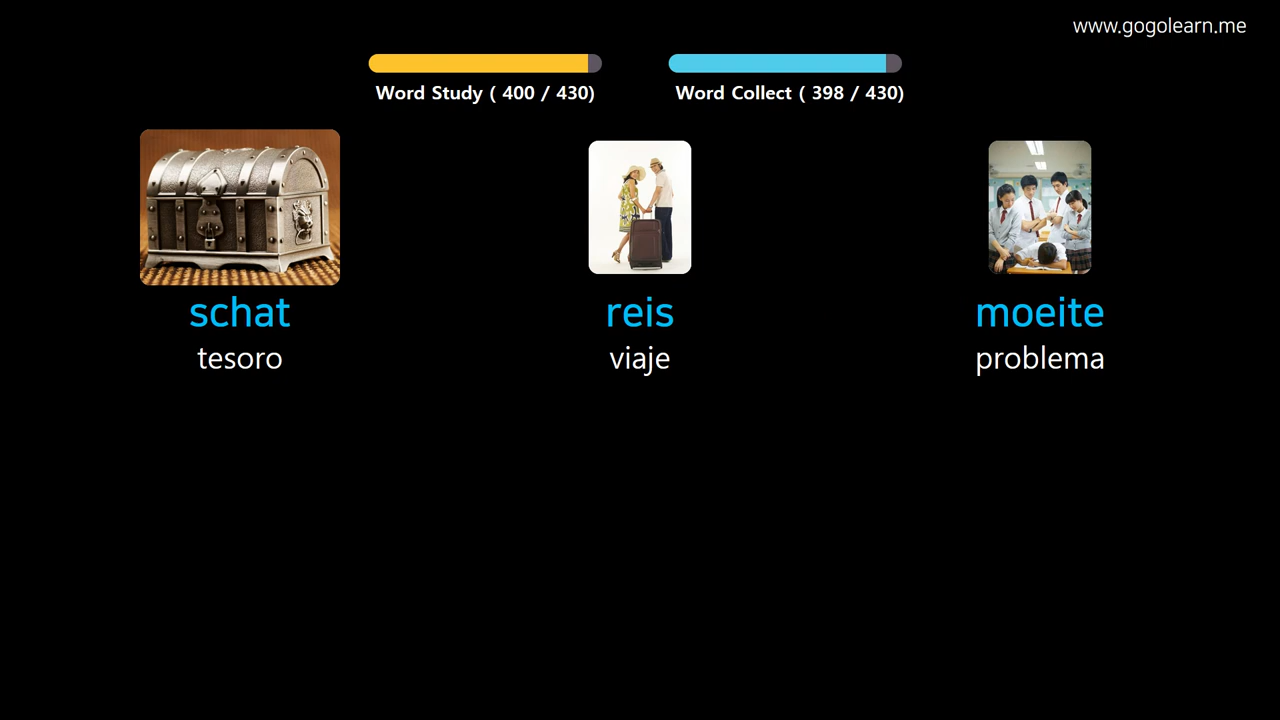 www.gogolearn.me
Word Study ( 400 / 430)
Word Collect ( 398 / 430)
schat
reis
moeite
tesoro
viaje
problema